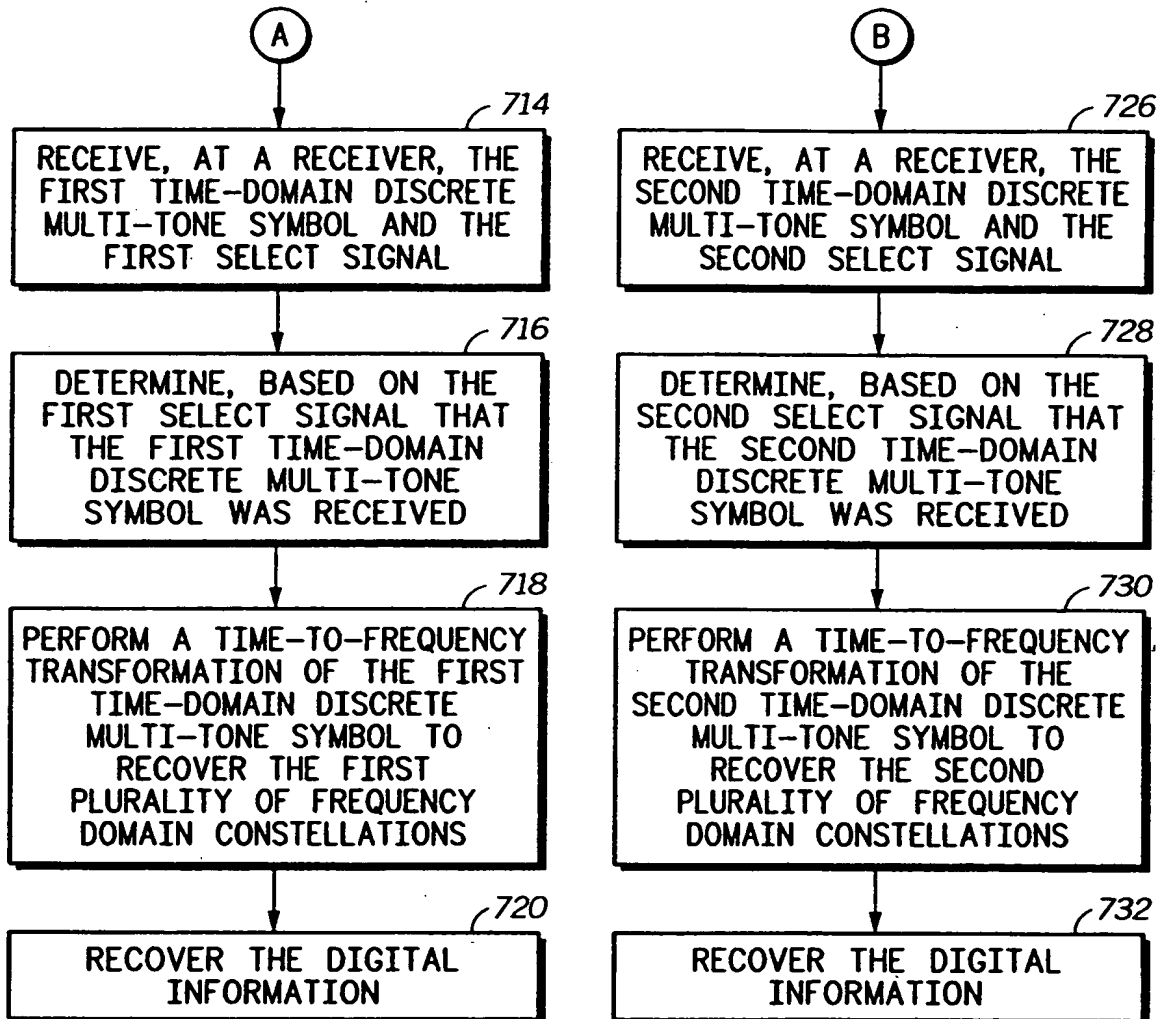 A
714
RECEIVE, AT A RECEIVER, THE
FIRST TIME-DOMAIN DISCRETE
MULTI-TONE SYMBOL AND THE
FIRST SELECT SIGNAL
716
DETERMINE, BASED ON THE
FIRST SELECT SIGNAL THAT
THE FIRST TIME-DOMAIN
DISCRETE MULTI-TONE
SYMBOL WAS RECEIVED
718
PERFORM A TIME-TO-FREQUENCY
TRANSFORMATION OF THE FIRST
TIME-DOMAIN DISCRETE
MULTI-TONE SYMBOL TO
RECOVER THE FIRST
PLURALITY OF FREQUENCY
DOMAIN CONSTELLATIONS
720
RECOVER THE DIGITAL
INFORMATION
B
726
RECEIVE, AT A RECEIVER, THE
SECOND TIME-DOMAIN DISCRETE
MULTI-TONE SYMBOL AND THE
SECOND SELECT SIGNAL
728
DETERMINE, BASED ON THE
SECOND SELECT SIGNAL THAT
THE SECOND TIME-DOMAIN
DISCRETE MULTI-TONE
SYMBOL WAS RECEIVED
730
PERFORM A TIME-TO-FREQUENCY
TRANSFORMATION OF THE
SECOND TIME-DOMAIN DISCRETE
MULTI-TONE SYMBOL TO
RECOVER THE SECOND
PLURALITY OF FREQUENCY
DOMAIN CONSTELLATIONS
732
RECOVER THE DIGITAL
INFORMATION